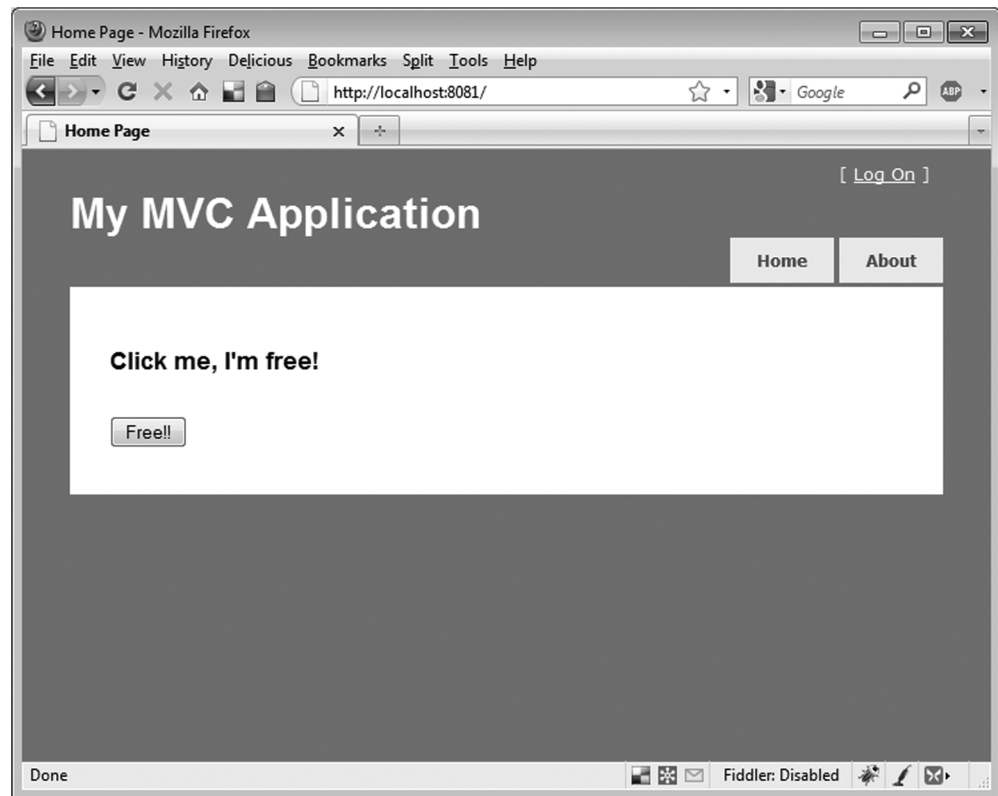 Home Page - Mozilla Firefox
File Edit View History Delicious Bookmarks Split Tools Help
http://localhost:8081/ Google ABP
Home Page
[ Log On ]
My MVC Application
Home About
Click me, I'm free!
Free!!
Done Fiddler: Disabled